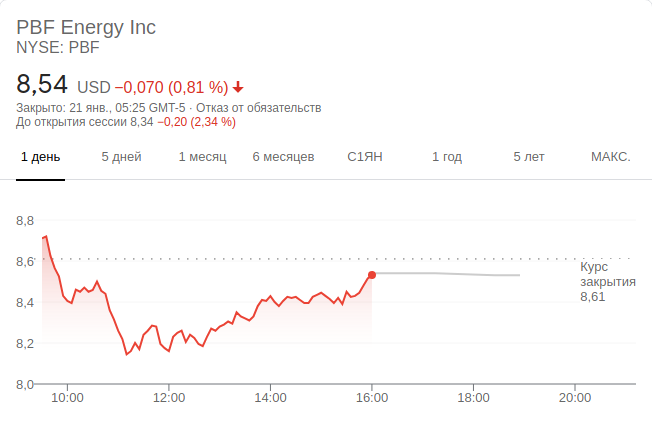 PBF Energy Inc
NYSE: PBF
8,54 USD −0,070 (0,81 %)
Закрыто: 21 янв., 05:25 GMT-5 · Отказ от обязательств
До открытия сессии 8,34 −0,20 (2,34 %)
1 день 5 дней 1 месяц 6 месяцев С1ЯН 1 год 5 лет МАКС.
8,8
8,6
Курс
закрытия
8,61
8,4
8,2
8,0
10:00 12:00 14:00 16:00 18:00 20:00